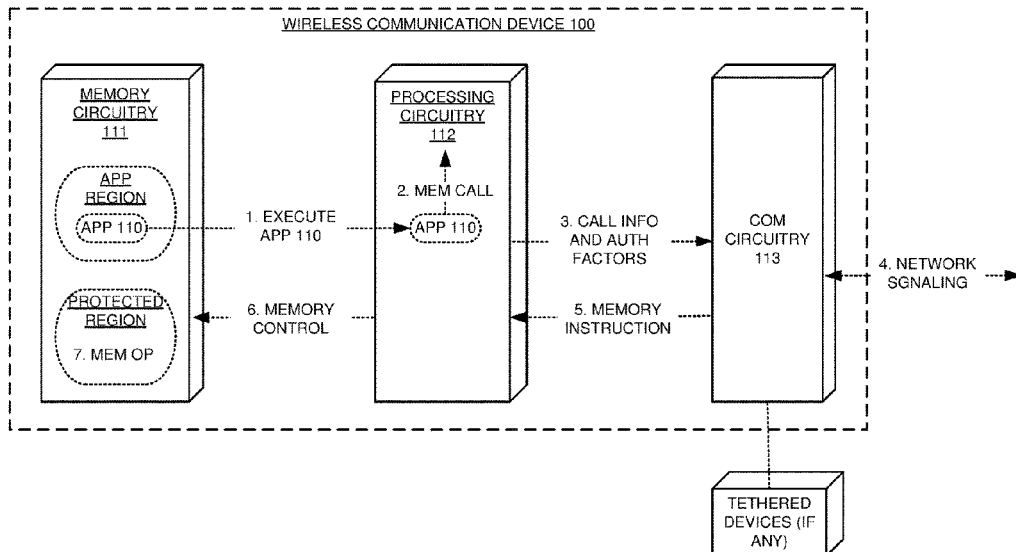 WIRELESS COMMUNICATION DEVICE 100
MEMORY
CIRCUITRY
111
APP
REGION
APP 110
PROTECTED
REGION
7. MEM OP
1. EXECUTE
APP 110
6. MEMORY
CONTROL
PROCESSING
CIRCUITRY
112
2. MEM CALL
APP 110
3. CALL INFO
AND AUTH
FACTORS
5. MEMORY
INSTRUCTION
COM
CIRCUITRY
113
4. NETWORK
SGNALING
TETHERED
DEVICES (IF
ANY)